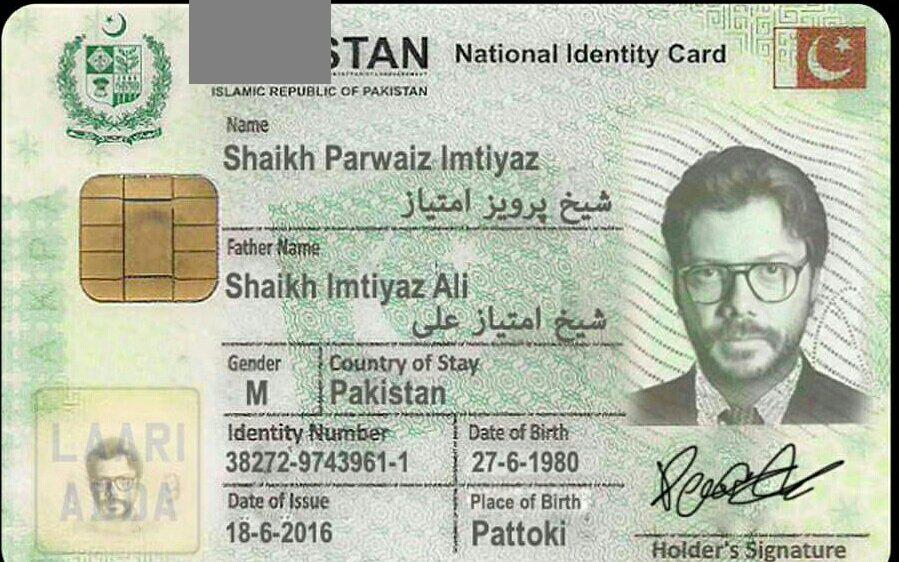 STAN National Identity Card
ISLAMIC REPUBLIC OF PAKISTAN
Name
Shaikh Parwaiz Imtiyaz
شیخ پرویز امتیاز
Father Name
Shaikh Imtiyaz Ali
شیخ امتیاز علی
Gender Country of Stay
M Pakistan
Identity Number Date of Birth
38272-9743961-1 27-6-1980
Date of Issue Place of Birth
18-6-2016 Pattoki
LAARI
ADDA
Holder's Signature